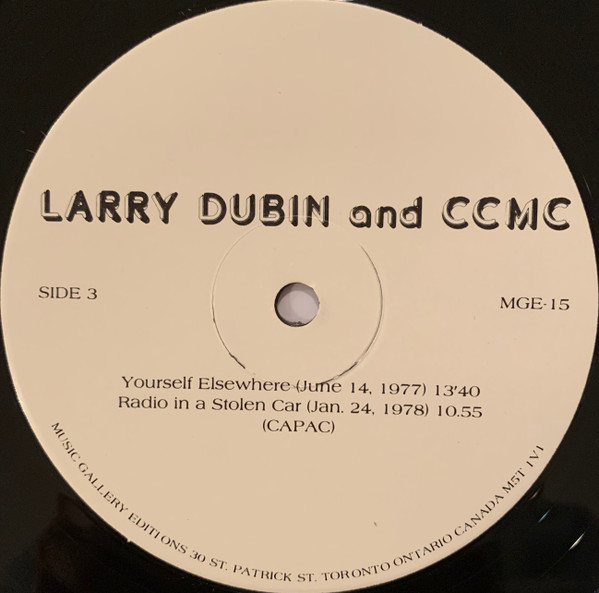 LARRY DUBIN and CCMC
SIDE 3
MGE-15
Yourself Elsewhere (June 14, 1977) 13'40
Radio in a Stolen Car (Jan. 24, 1978) 10.55
(CAPAC)
MUSIC GALLERY EDITIONS 30 ST. PATRICK ST. TORONTO ONTARIO CANADA M5T 1V1